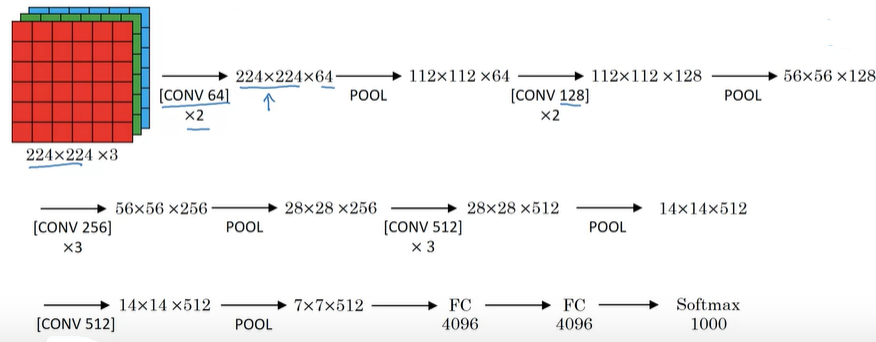 224×224×64 112×112 ×64 112×112 ×128 56×56 ×128
[CONV 64] POOL [CONV 128] POOL
×2 ×2
224×224 ×3
56×56 ×256 28×28 ×256 28×28 ×512 14×14×512
[CONV 256] POOL [CONV 512] POOL
×3 × 3
14×14 ×512 7×7×512 FC FC Softmax
[CONV 512] POOL 4096 4096 1000